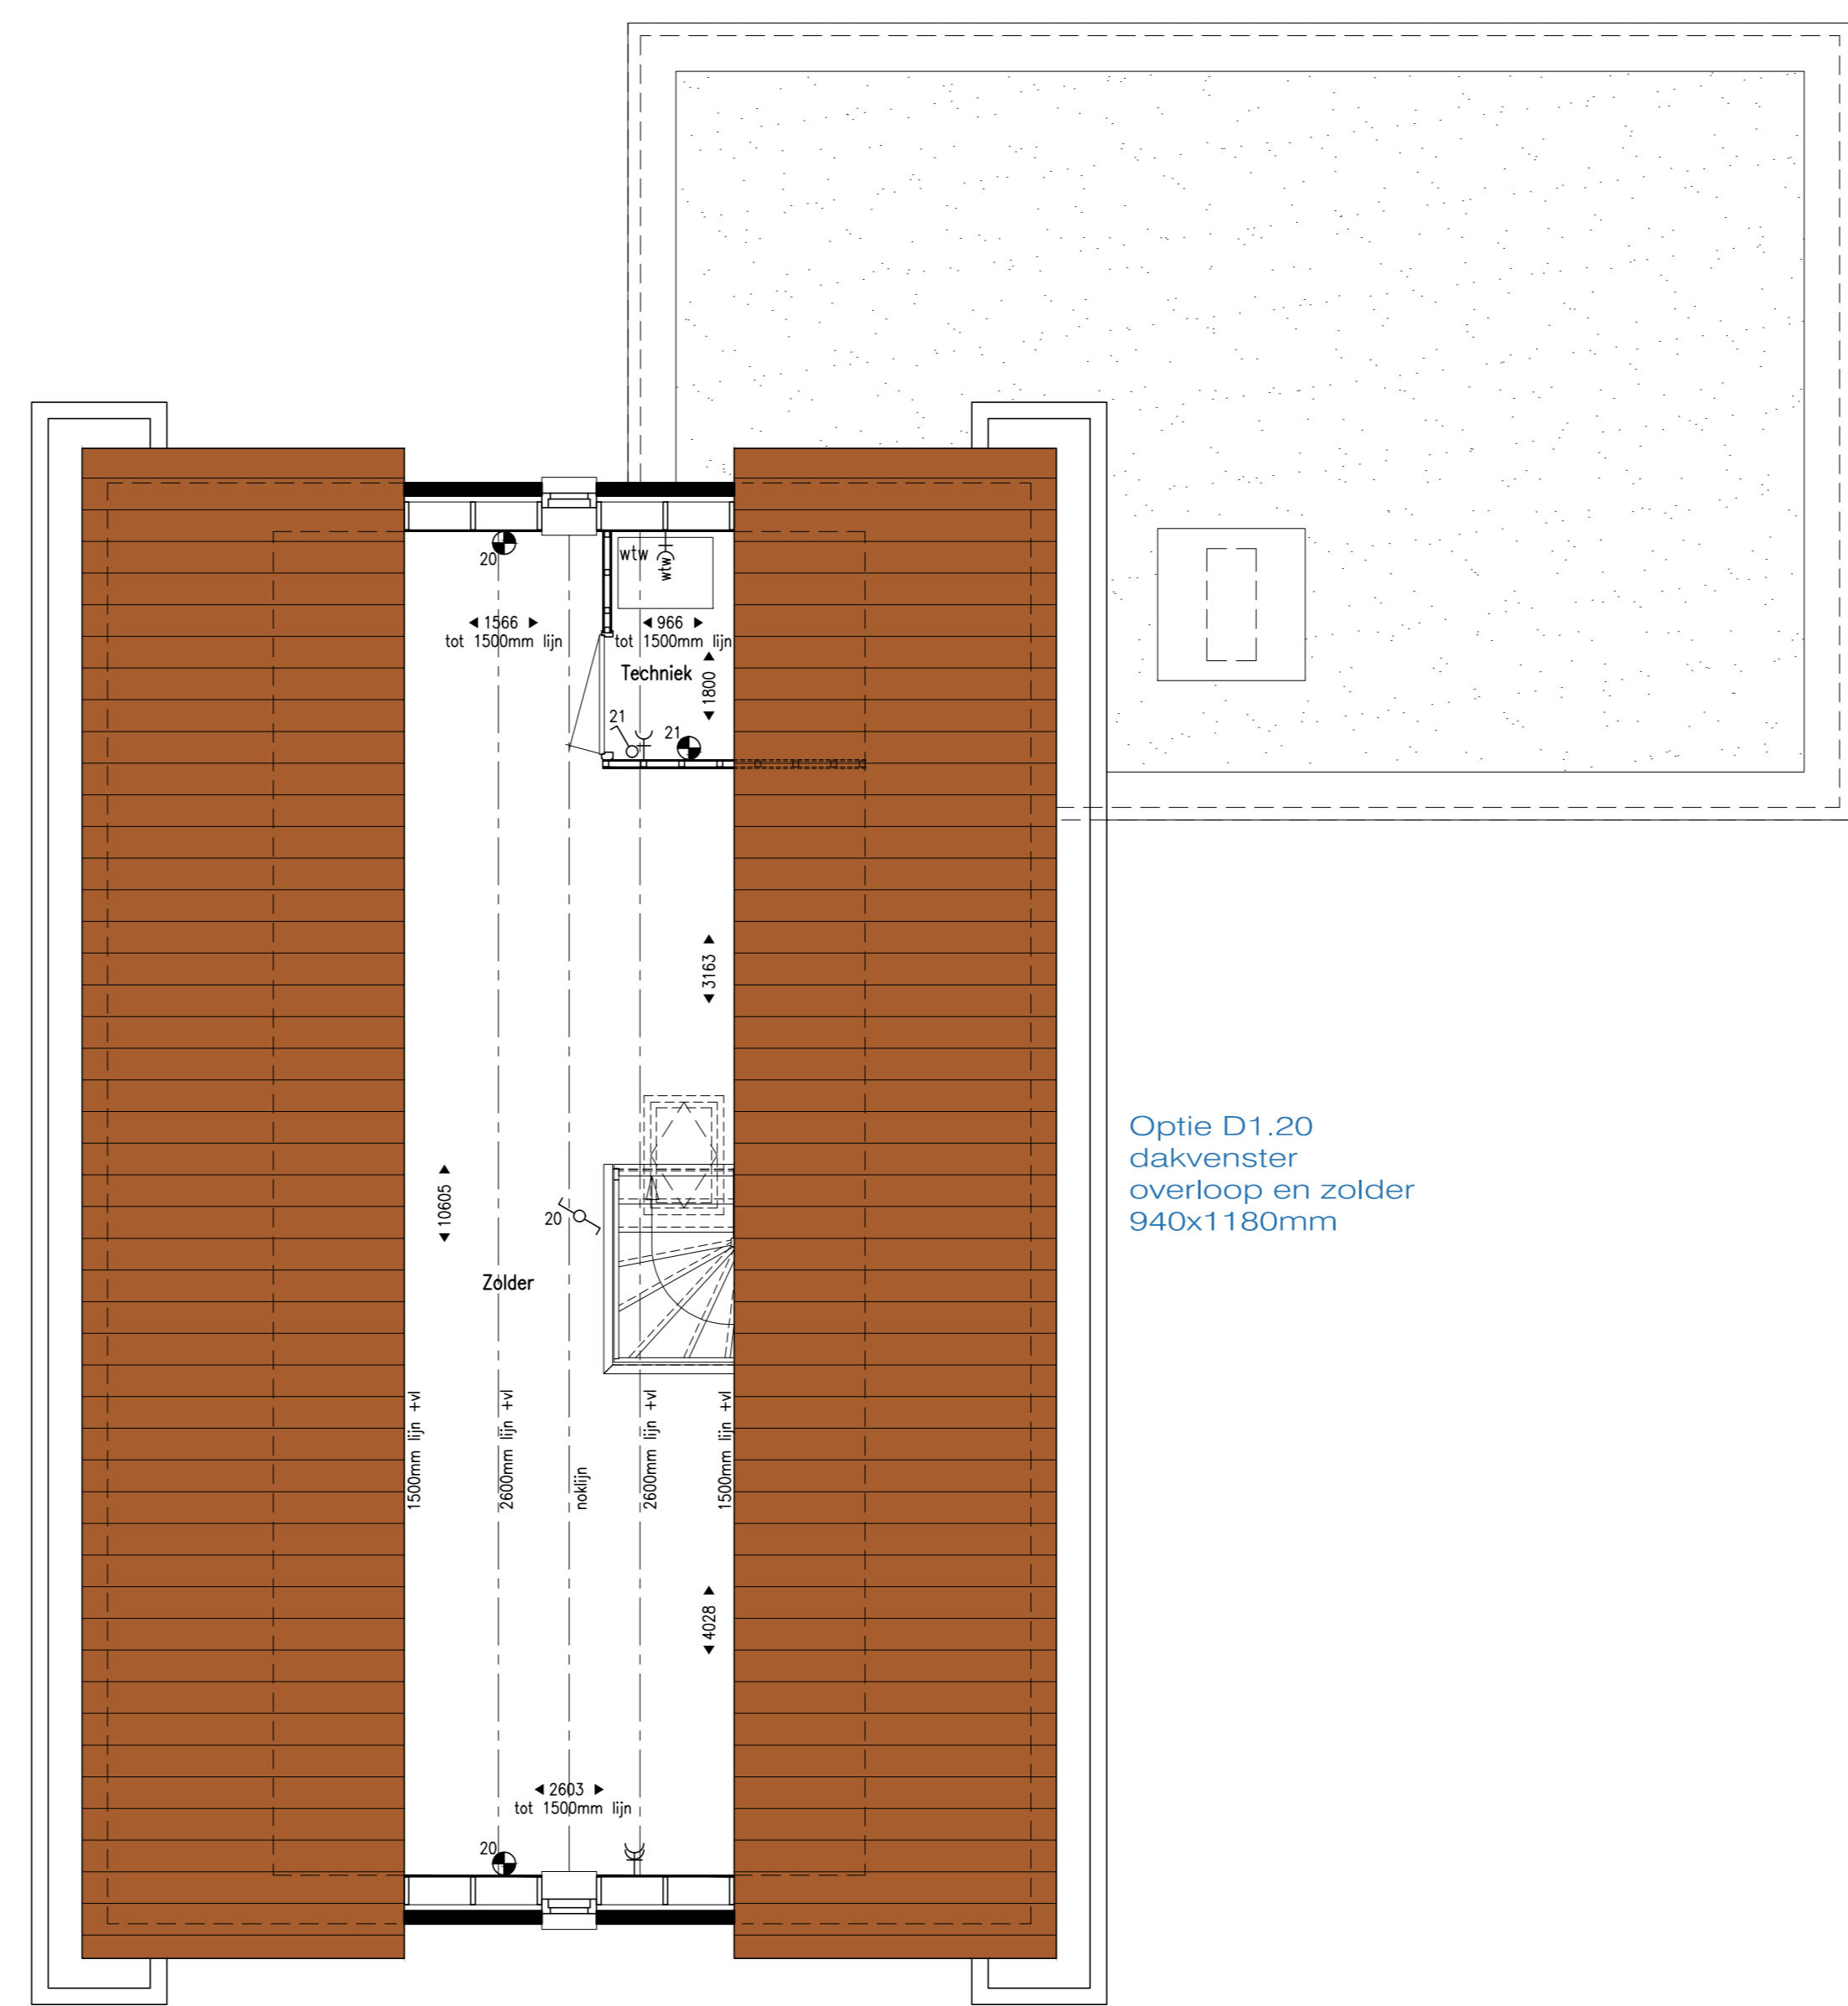 20
wtw
wtw
1566
tot 1500mm lijn
966
tot 1500mm lijn
Techniek
1800
21
21
3163
Optie D1.20
dakvenster
overloop en zolder
940x1180mm
10605
20
Zolder
1500mm lijn +vl
2600mm lijn +vl
noklijn
2600mm lijn +vl
1500mm lijn +vl
4028
2603
tot 1500mm lijn
20